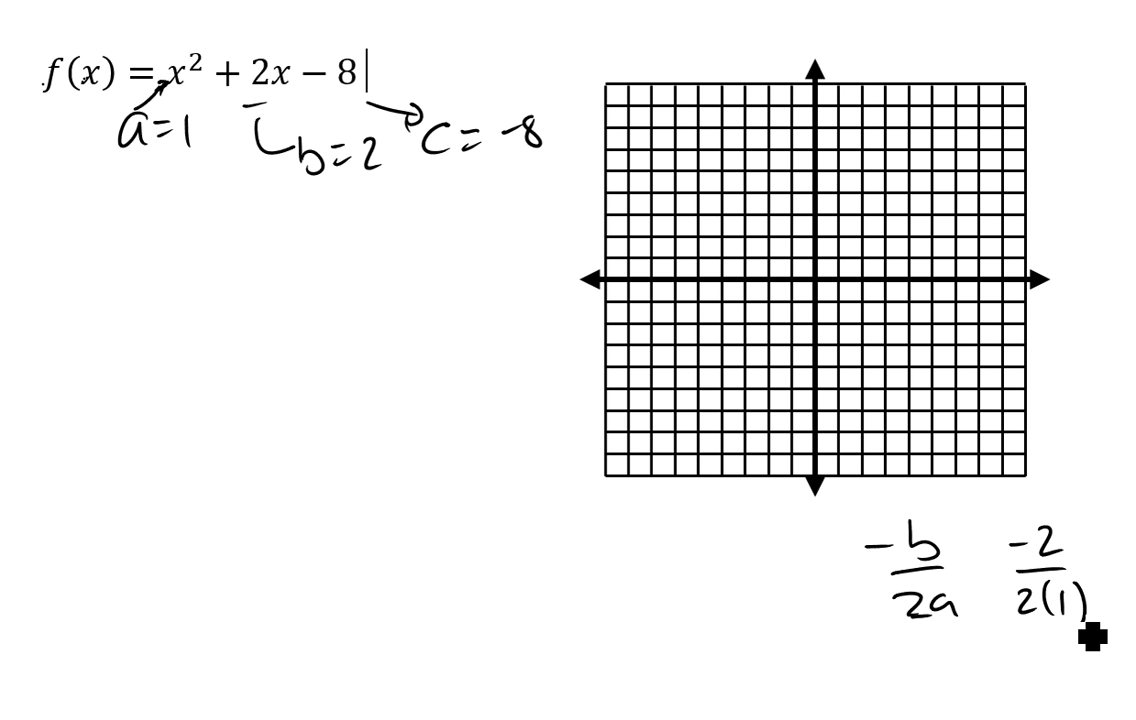 f(x) = x² + 2x − 8
a=1
b=2
c= -8
-b/2a
-2/2(1)